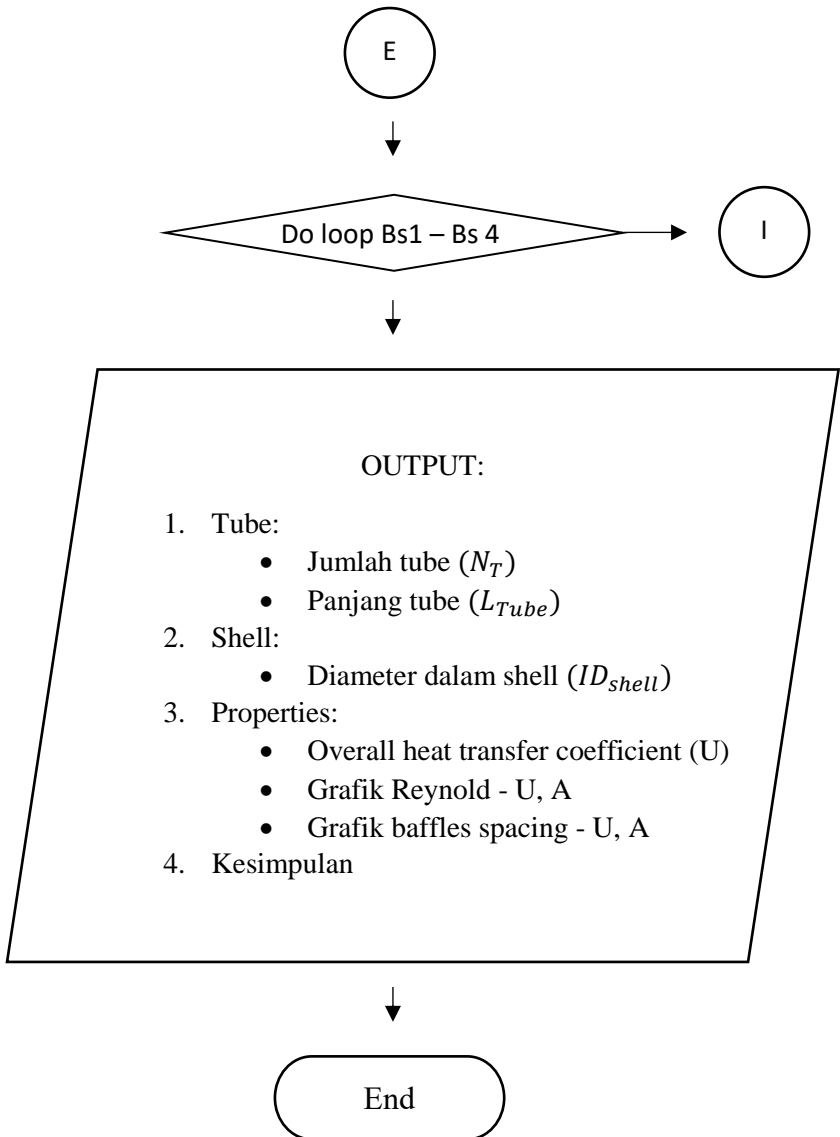 E
Do loop Bs1 – Bs 4
I
OUTPUT:
1. Tube:
• Jumlah tube (N_T)
• Panjang tube (L_Tube)
2. Shell:
• Diameter dalam shell (ID_shell)
3. Properties:
• Overall heat transfer coefficient (U)
• Grafik Reynold - U, A
• Grafik baffles spacing - U, A
4. Kesimpulan
End